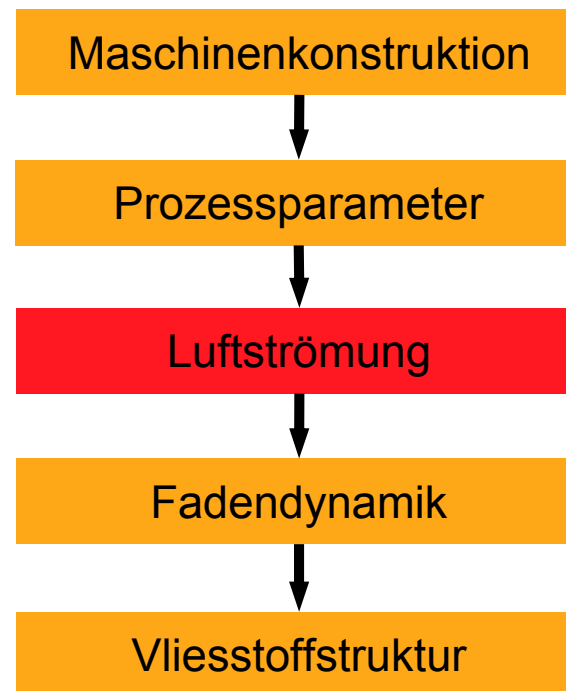 Maschinenkonstruktion
Prozessparameter
Luftströmung
Fadendynamik
Vliesstoffstruktur